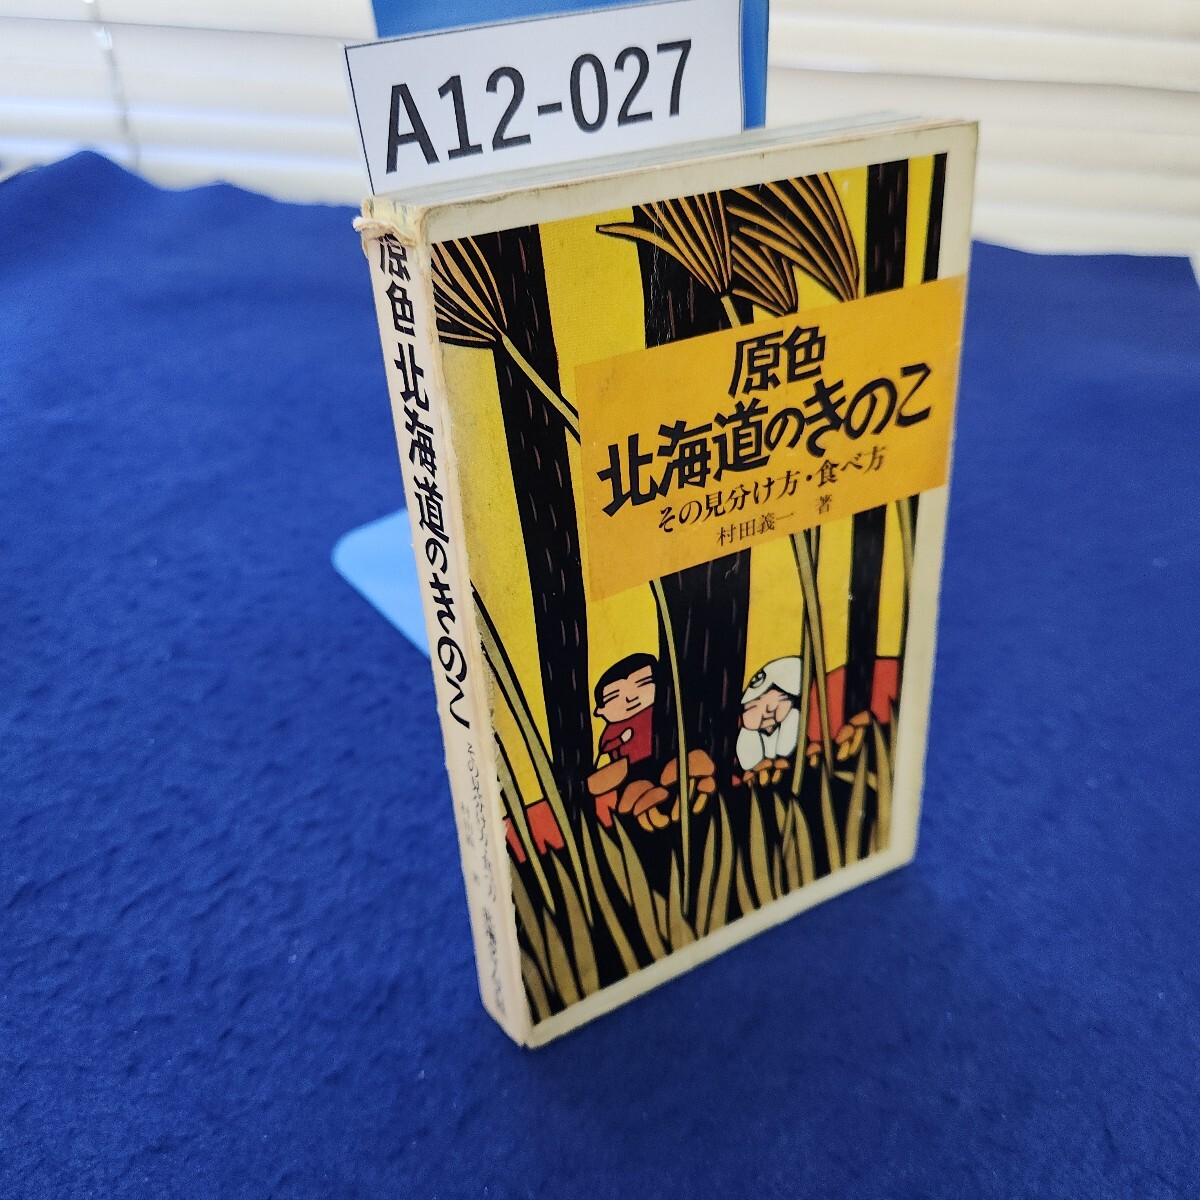 A12-027
原色
北海道のきのこ
その見分け方・食べ方
村田義一 著
原色 北海道のきのこ